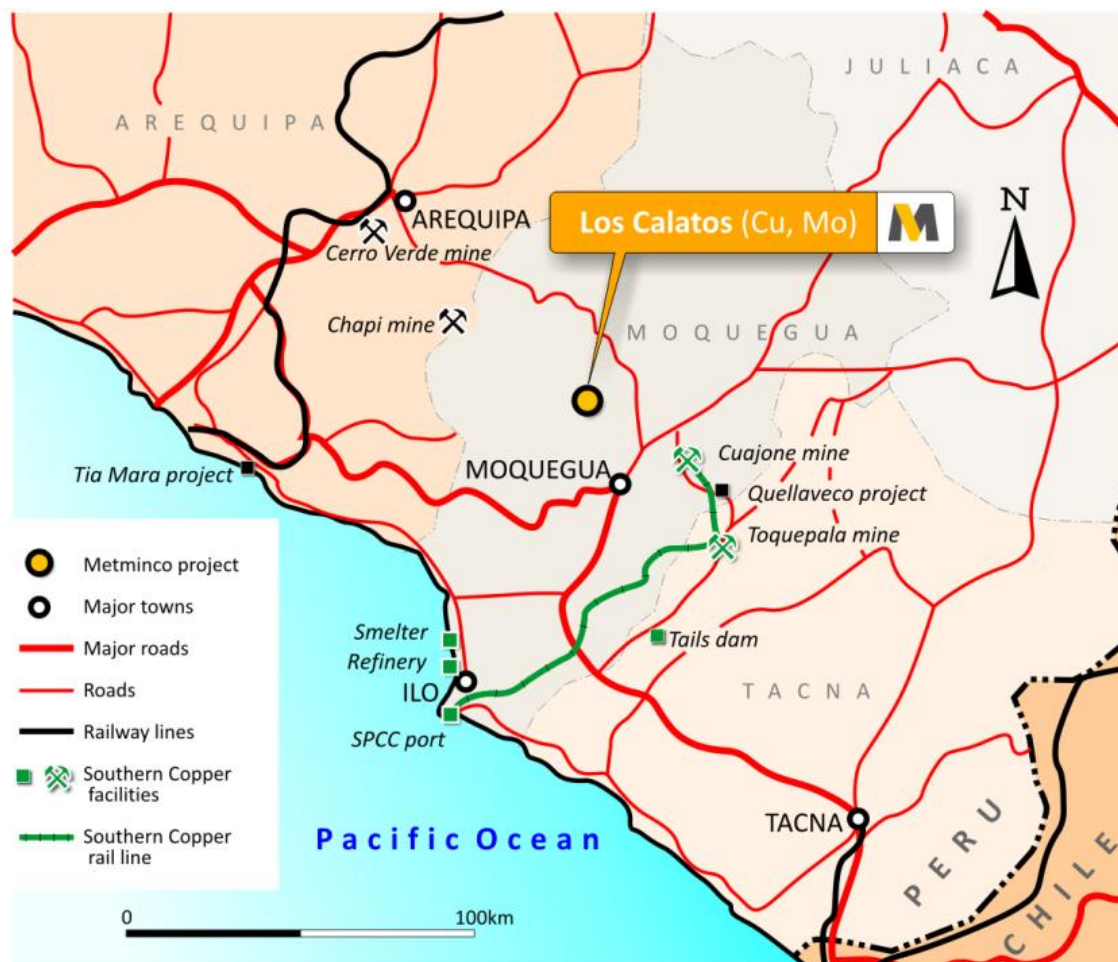 JULIACA
AREQUIPA
N
AREQUIPA
Los Calatos (Cu, Mo)
Cerro Verde mine
Chapi mine
MOQUEGUA
Cuajone mine
MOQUEGUA
Tia Mara project
Quellaveco project
Toquepala mine
Metminco project
Major towns
Major roads
Roads
Railway lines
Southern Copper
facilities
Southern Copper
rail line
Smelter
Refinery
ILO
SPCC port
Tails dam
TACNA
TACNA
Pacific Ocean
PERU
CHILE
0
100km